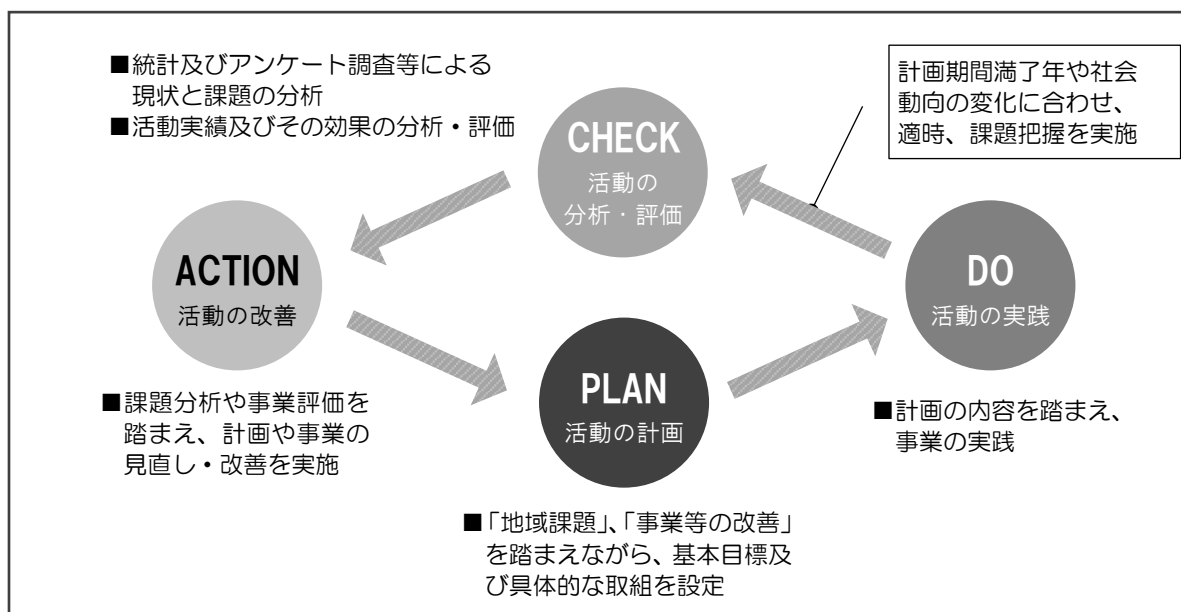 ■統計及びアンケート調査等による
現状と課題の分析
■活動実績及びその効果の分析・評価
計画期間満了年や社会
動向の変化に合わせ、
適時、課題把握を実施
CHECK
活動の
分析・評価
ACTION
活動の改善
DO
活動の実践
PLAN
活動の計画
■課題分析や事業評価を
踏まえ、計画や事業の
見直し・改善を実施
■計画の内容を踏まえ、
事業の実践
■「地域課題」、「事業等の改善」
を踏まえながら、基本目標及
び具体的な取組を設定